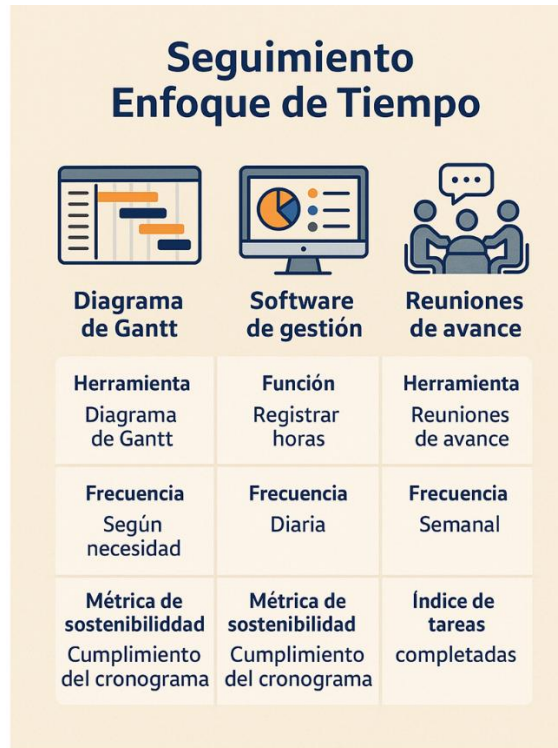 Seguimiento
Enfoque de Tiempo
Diagrama
de Gantt
Software
de gestión
Reuniones
de avance
Herramienta
Diagrama
de Gantt
Función
Registrar
horas
Herramienta
Reuniones
de avance
Frecuencia
Según
necesidad
Frecuencia
Diaria
Frecuencia
Semanal
Métrica de
sostenibiliddad
Cumplimiento
del cronograma
Métrica de
sostenibilidad
Cumplimiento
del cronograma
Índice de
tareas
completadas